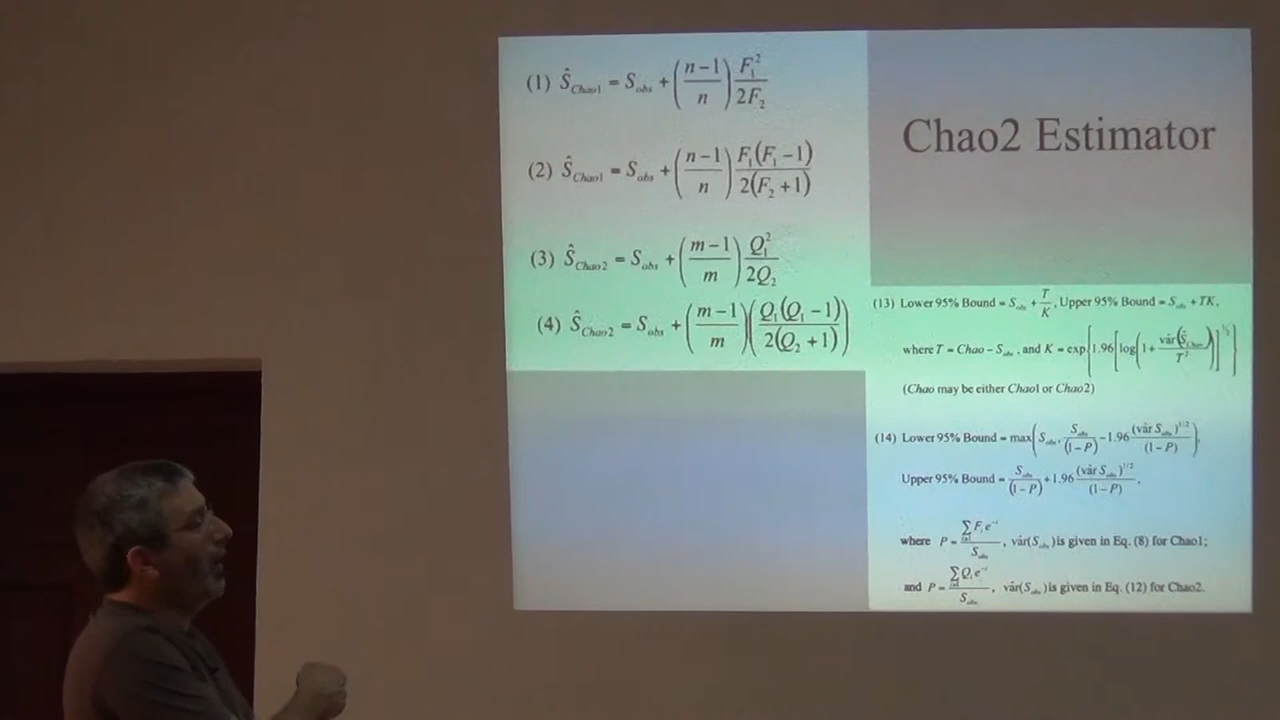 (1) Ŝ_Chao1 = S_obs + ((n−1)/n) F₁²/(2F₂)
(2) Ŝ_Chao1 = S_obs + ((n−1)/n) F₁(F₁−1)/(2(F₂+1))
(3) Ŝ_Chao2 = S_obs + ((m−1)/m) Q₁²/(2Q₂)
(4) Ŝ_Chao2 = S_obs + ((m−1)/m)(Q₁(Q₁−1)/(2(Q₂+1)))
Chao2 Estimator
(13) Lower 95% Bound = S_obs + T/K, Upper 95% Bound = S_obs + TK,
where T = Chao − S_obs, and K = exp{1.96[log(1 + vâr(Ŝ_Chao)/T²)]^(1/2)}
(Chao may be either Chao1 or Chao2)
(14) Lower 95% Bound = max(S_obs, S_obs/(1−P) − 1.96 (vâr S_obs)^(1/2)/(1−P)),
Upper 95% Bound = S_obs/(1−P) + 1.96 (vâr S_obs)^(1/2)/(1−P),
where P = ∑_(i=1) F_i e^(−i)/S_obs, vâr(S_obs) is given in Eq. (8) for Chao1;
and P = ∑_(i=1) Q_i e^(−i)/S_obs, vâr(S_obs) is given in Eq. (12) for Chao2.